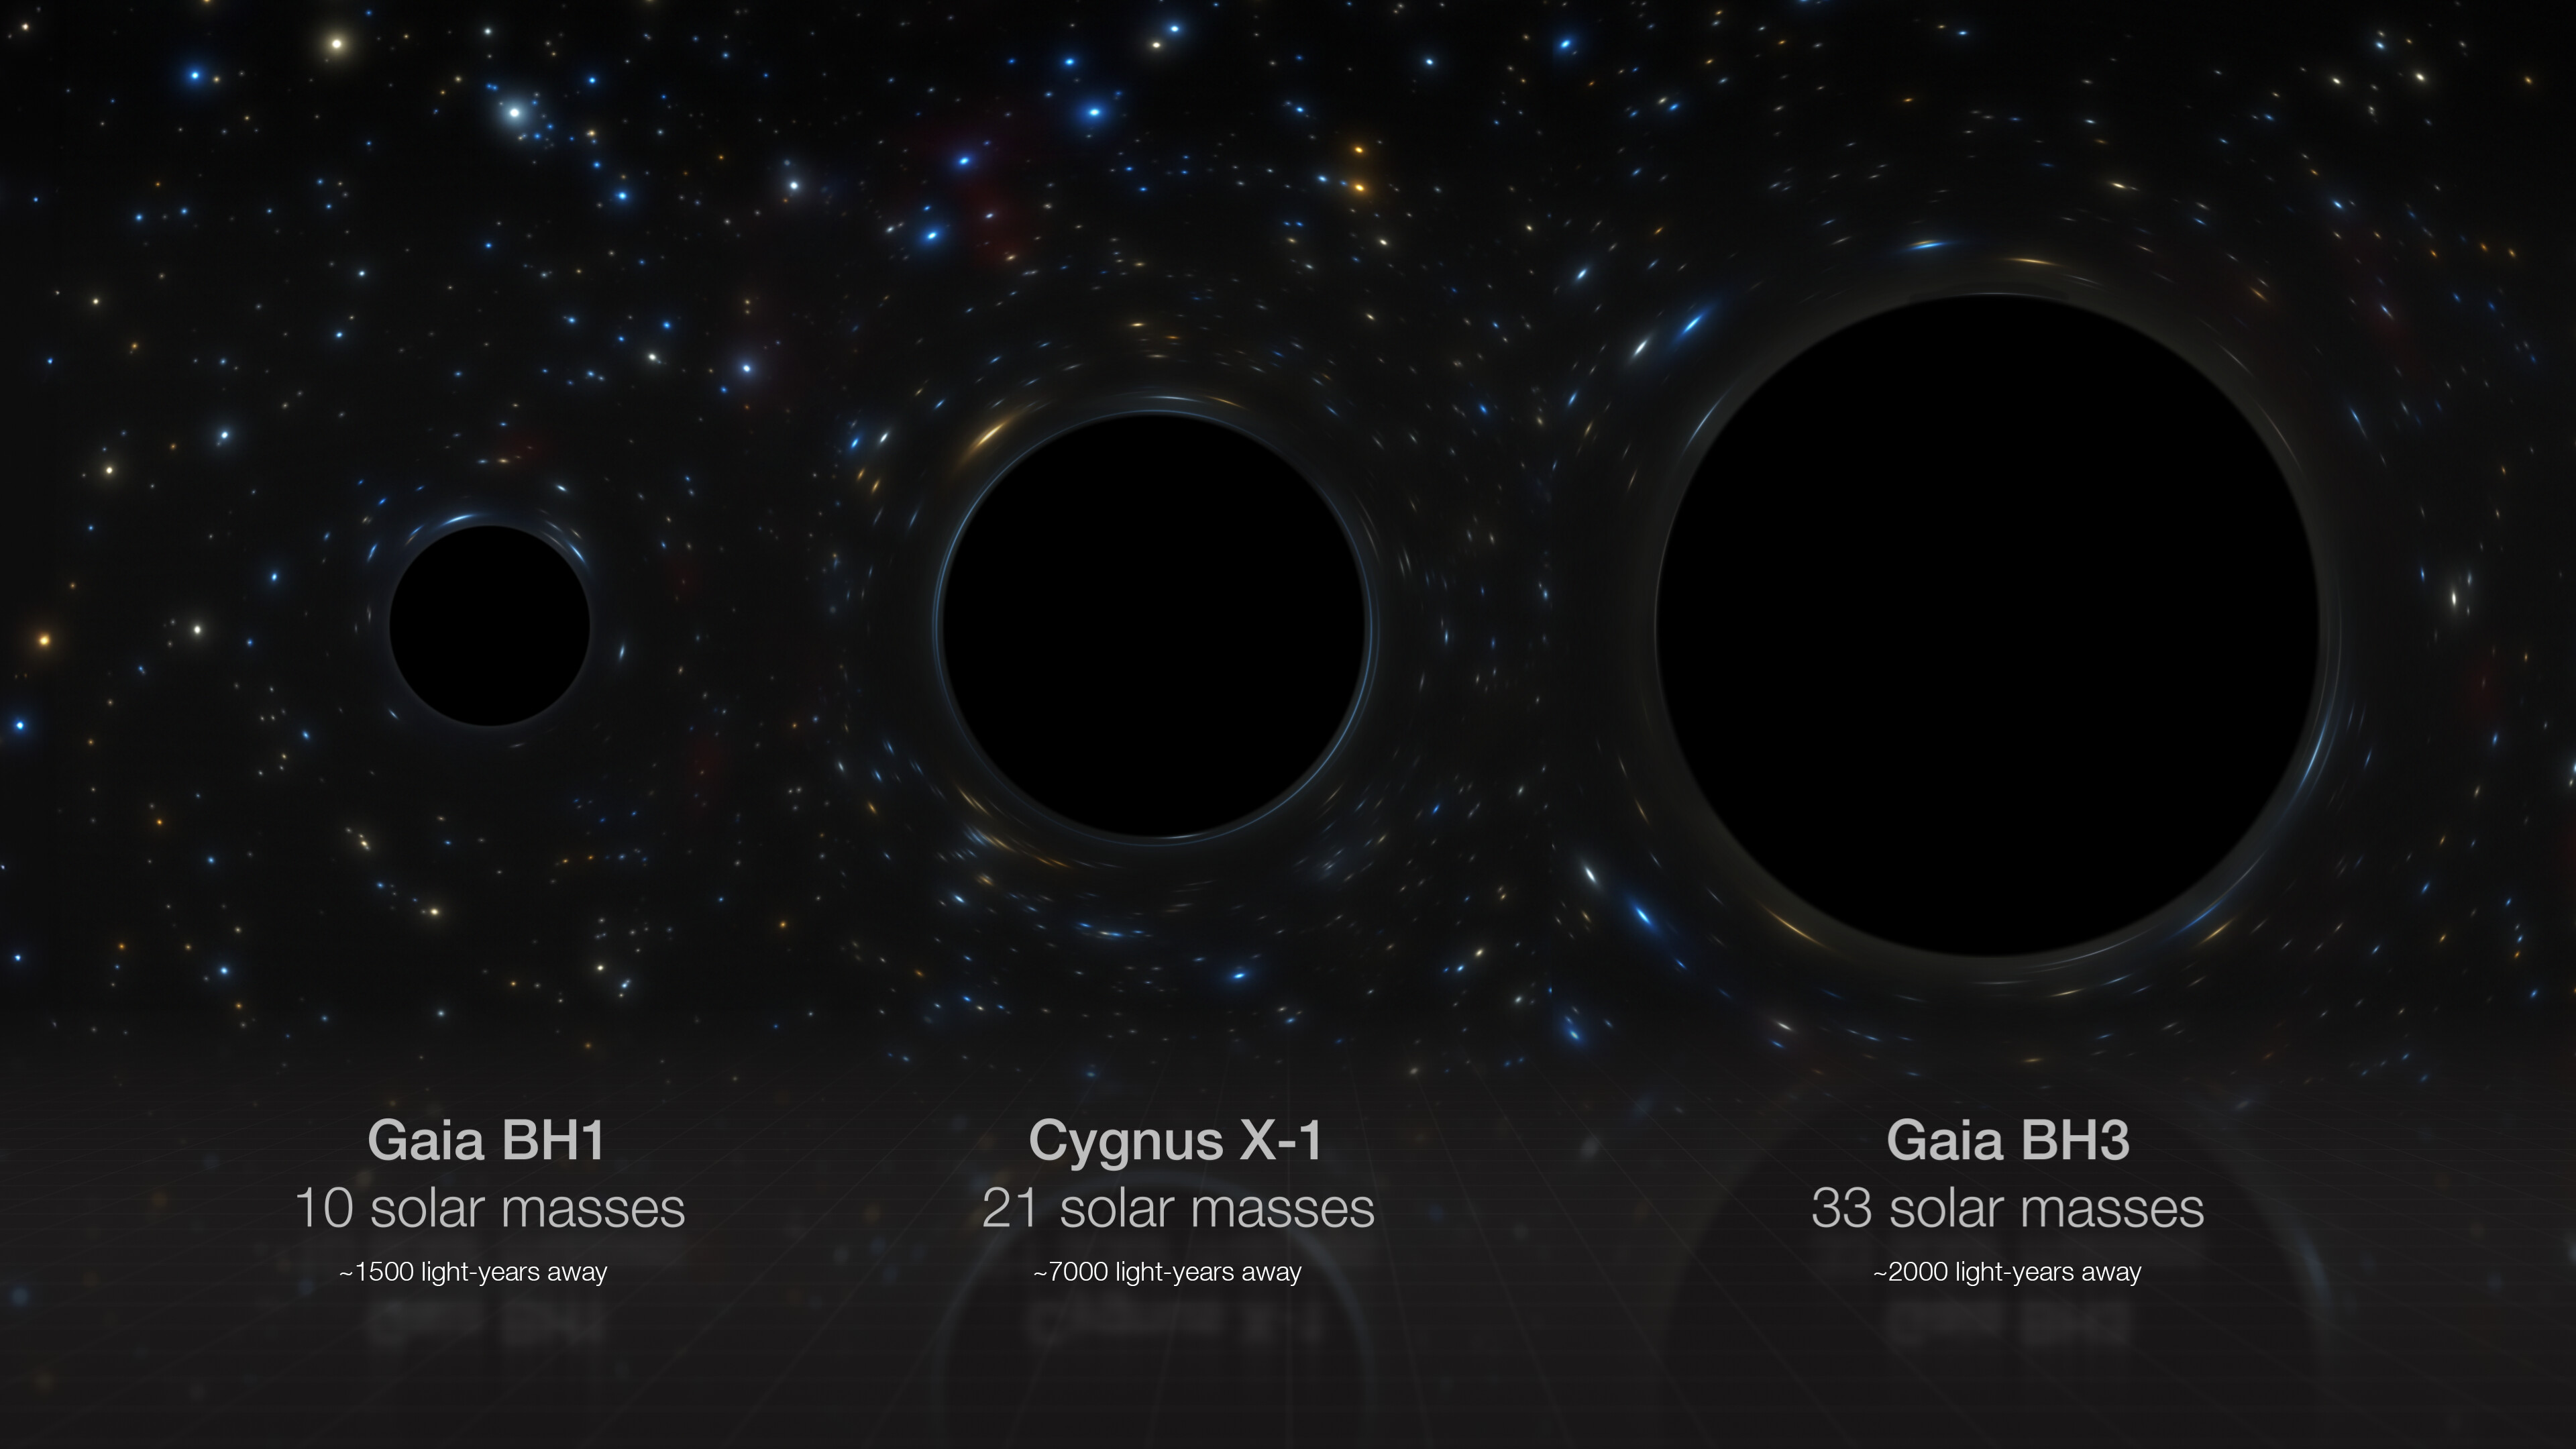 Gaia BH1
10 solar masses
~1500 light-years away
Cygnus X-1
21 solar masses
~7000 light-years away
Gaia BH3
33 solar masses
~2000 light-years away